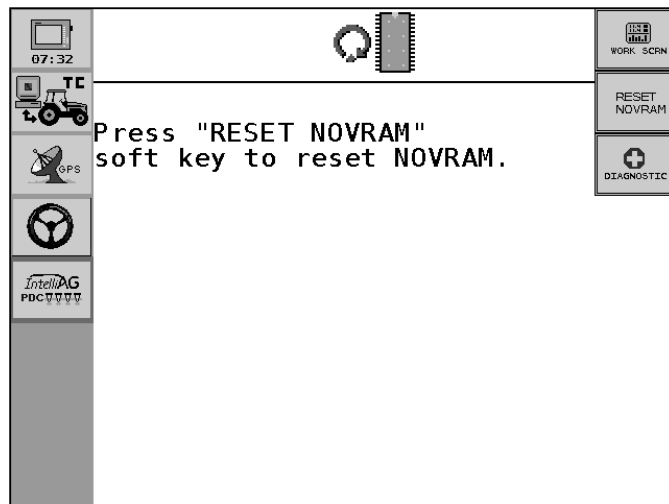 07:32
TC
GPS
IntelliAG
PDC
Press "RESET NOVRAM"
soft key to reset NOVRAM.
WORK SCRN
RESET
NOVRAM
DIAGNOSTIC